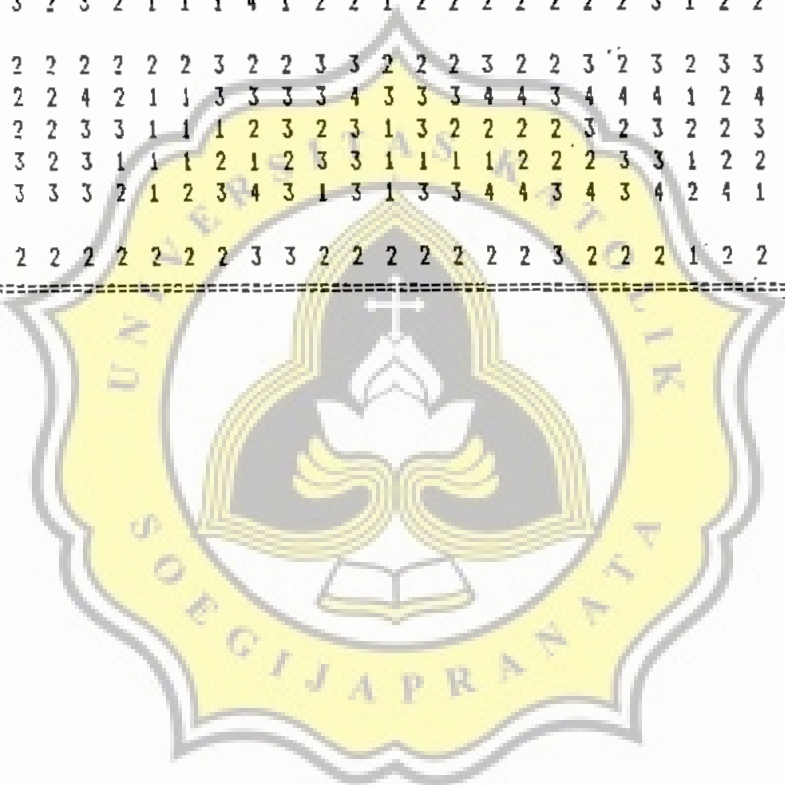 3 2 3 2 1 1 1 4 1 2 2 1 2 2 2 2 2 2 2 3 1 2 2
2 2 2 2 2 2 3 2 2 3 3 2 2 2 3 2 2 3 2 3 2 3 3
2 2 4 2 1 1 3 3 3 3 4 3 3 3 4 4 3 4 4 4 1 2 4
2 2 3 3 1 1 1 2 3 2 3 1 3 2 2 2 2 3 2 3 2 2 3
3 2 3 1 1 1 2 1 2 3 3 1 1 1 1 2 2 2 3 3 1 2 2
3 3 3 2 1 2 3 4 3 1 3 1 3 3 4 4 3 4 3 4 2 4 1
2 2 2 2 2 2 2 3 3 2 2 2 2 2 2 2 3 2 2 2 1 2 2
UNIVERSITAS KATOLIK
SOEGIJAPRANATA